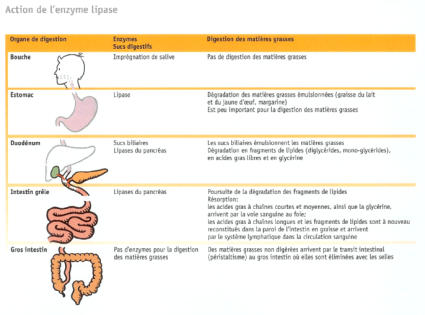 Action de l'enzyme lipase
Organe de digestion
Enzymes
Sucs digestifs
Digestion des matières grasses
Bouche
Imprégnation de salive
Pas de digestion des matières grasses
Estomac
Lipase
Dégradation des matières grasses émulsionnées (graisse du lait
et du jaune d'œuf, margarine)
Est peu important pour la digestion des matières grasses
Duodénum
Sucs biliaires
Lipases du pancréas
Les sucs biliaires émulsionnent les matières grasses
Dégradation en fragments de lipides (diglycérides, mono-glycérides),
en acides gras libres et en glycérine
Intestin grêle
Lipases du pancréas
Poursuite de la dégradation des fragments de lipides
Résorption:
les acides gras à chaînes courtes et moyennes, ainsi que la glycérine,
arrivent par la voie sanguine au foie;
les acides gras à chaînes longues et les fragments de lipides sont à nouveau
reconstitués dans la paroi de l'intestin en graisse et arrivent
par le système lymphatique dans la circulation sanguine
Gros intestin
Pas d'enzymes pour la digestion
des matières grasses
Des matières grasses non digérées arrivent par le transit intestinal
(péristaltisme) au gros intestin où elles sont éliminées avec les selles